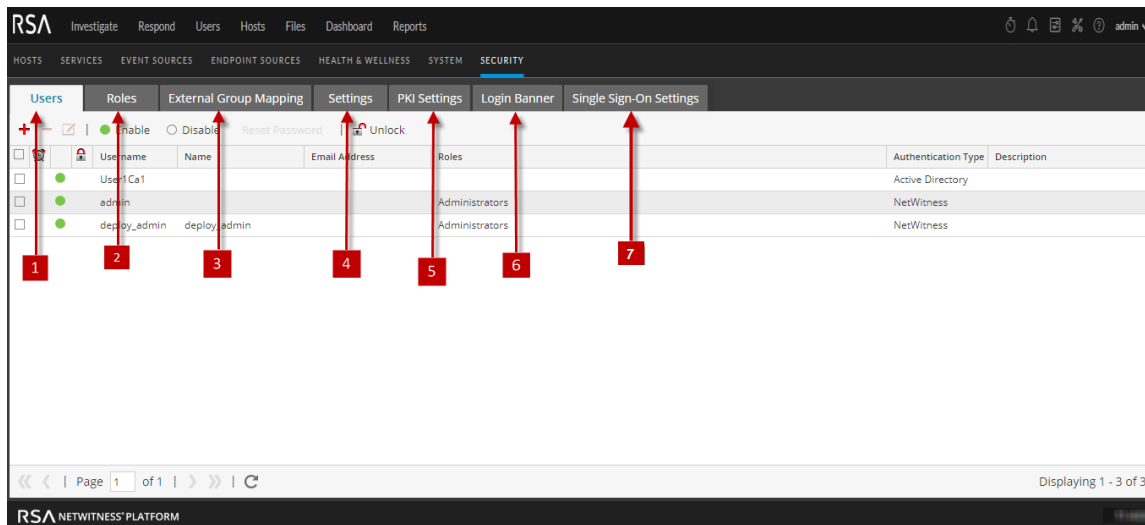 RSA Investigate Respond Users Hosts Files Dashboard Reports admin
HOSTS SERVICES EVENT SOURCES ENDPOINT SOURCES HEALTH & WELLNESS SYSTEM SECURITY
Users Roles External Group Mapping Settings PKI Settings Login Banner Single Sign-On Settings
Enable Disable Reset Password Unlock
Username Name Email Address Roles Authentication Type Description
User1Ca1 Active Directory
admin Administrators NetWitness
deploy_admin deploy_admin Administrators NetWitness
1 2 3 4 5 6 7
Page 1 of 1 Displaying 1 - 3 of 3
RSA NETWITNESS® PLATFORM